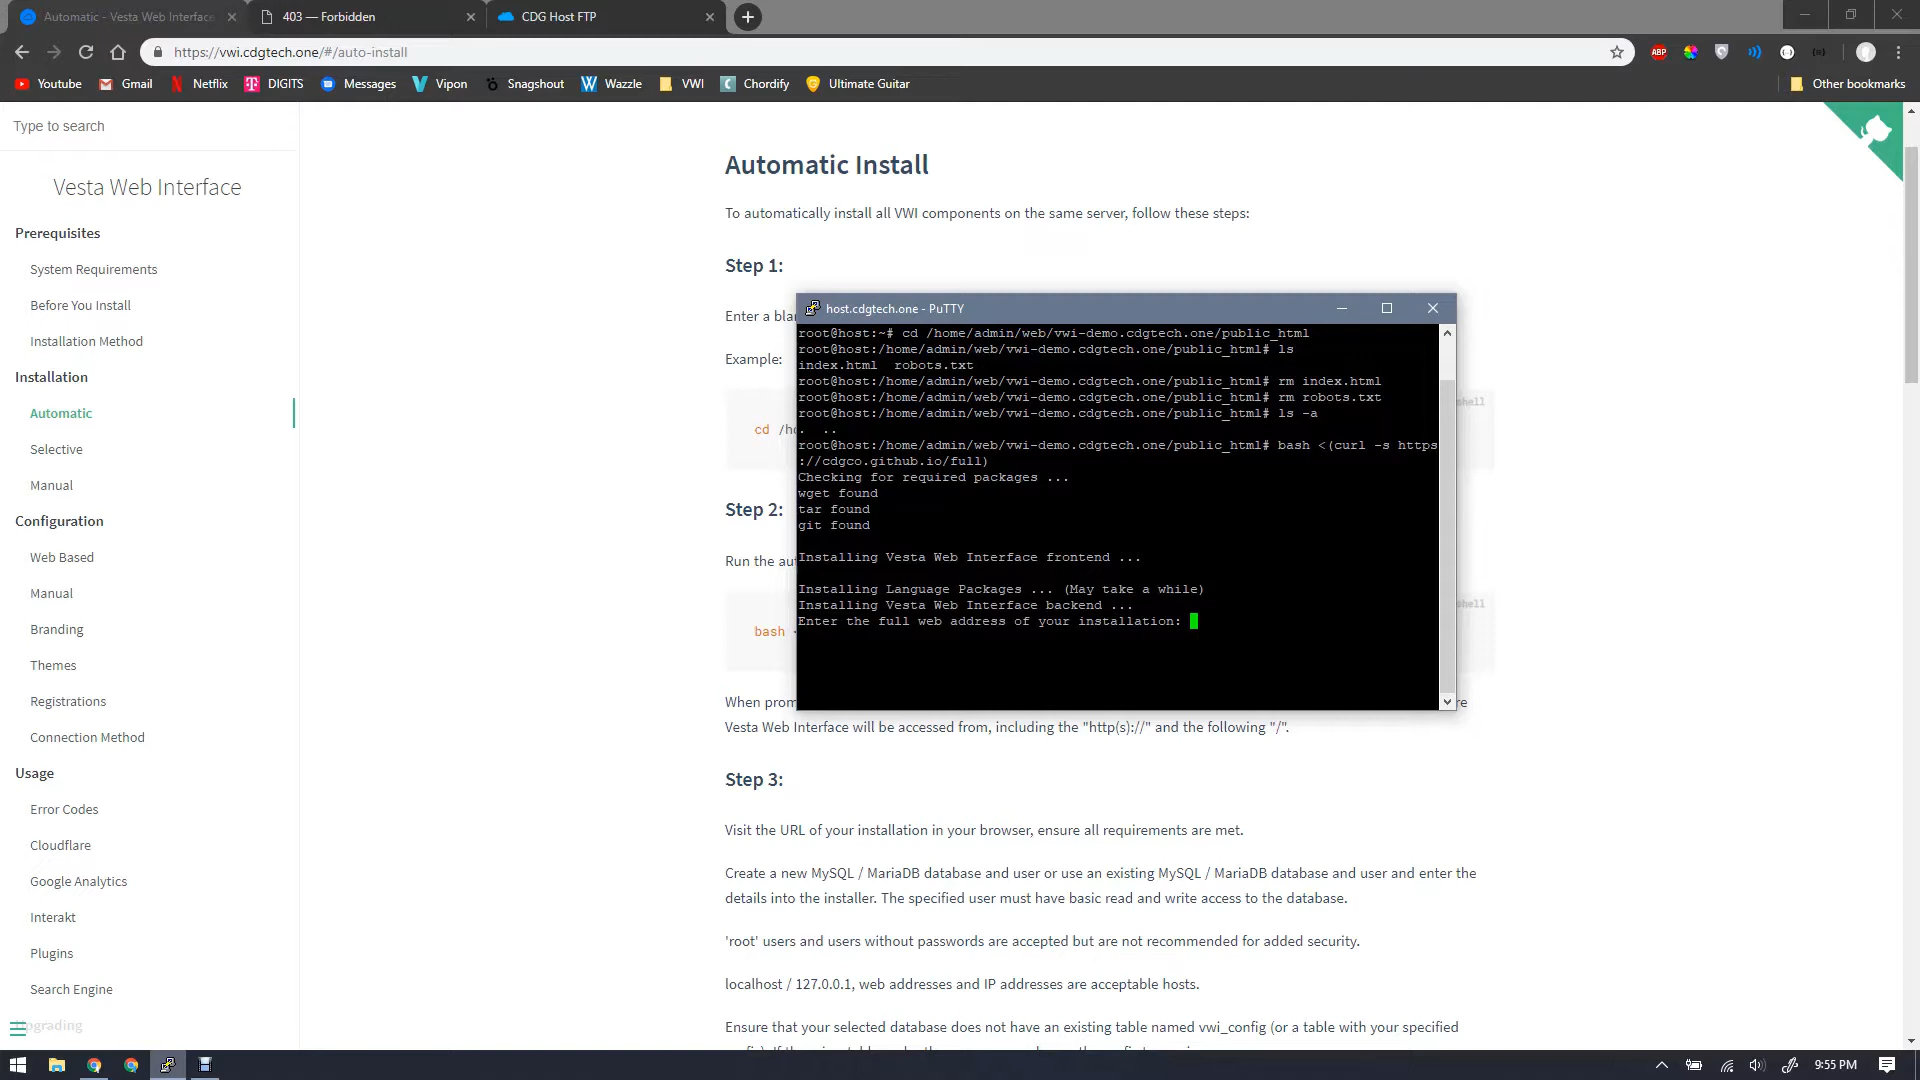 Automatic - Vesta Web Interface
403 — Forbidden
CDG Host FTP
https://vwi.cdgtech.one/#/auto-install
ABP
Youtube
Gmail
Netflix
DIGITS
Messages
Vipon
Snagshout
Wazzle
VWI
Chordify
Ultimate Guitar
Other bookmarks
Type to search
Vesta Web Interface
Prerequisites
System Requirements
Before You Install
Installation Method
Installation
Automatic
Selective
Manual
Configuration
Web Based
Manual
Branding
Themes
Registrations
Connection Method
Usage
Error Codes
Cloudflare
Google Analytics
Interakt
Plugins
Search Engine
Upgrading
Automatic Install
To automatically install all VWI components on the same server, follow these steps:
Step 1:
Enter a bla
Example:
cd /ho
Step 2:
Run the au
bash
When prom
re
Vesta Web Interface will be accessed from, including the "http(s)://" and the following "/".
Step 3:
Visit the URL of your installation in your browser, ensure all requirements are met.
Create a new MySQL / MariaDB database and user or use an existing MySQL / MariaDB database and user and enter the
details into the installer. The specified user must have basic read and write access to the database.
'root' users and users without passwords are accepted but are not recommended for added security.
localhost / 127.0.0.1, web addresses and IP addresses are acceptable hosts.
Ensure that your selected database does not have an existing table named vwi_config (or a table with your specified
host.cdgtech.one - PuTTY
root@host:~# cd /home/admin/web/vwi-demo.cdgtech.one/public_html
root@host:/home/admin/web/vwi-demo.cdgtech.one/public_html# ls
index.html  robots.txt
root@host:/home/admin/web/vwi-demo.cdgtech.one/public_html# rm index.html
root@host:/home/admin/web/vwi-demo.cdgtech.one/public_html# rm robots.txt
root@host:/home/admin/web/vwi-demo.cdgtech.one/public_html# ls -a
.  ..
root@host:/home/admin/web/vwi-demo.cdgtech.one/public_html# bash <(curl -s https
://cdgco.github.io/full)
Checking for required packages ...
wget found
tar found
git found
Installing Vesta Web Interface frontend ...
Installing Language Packages ... (May take a while)
Installing Vesta Web Interface backend ...
Enter the full web address of your installation:
9:55 PM